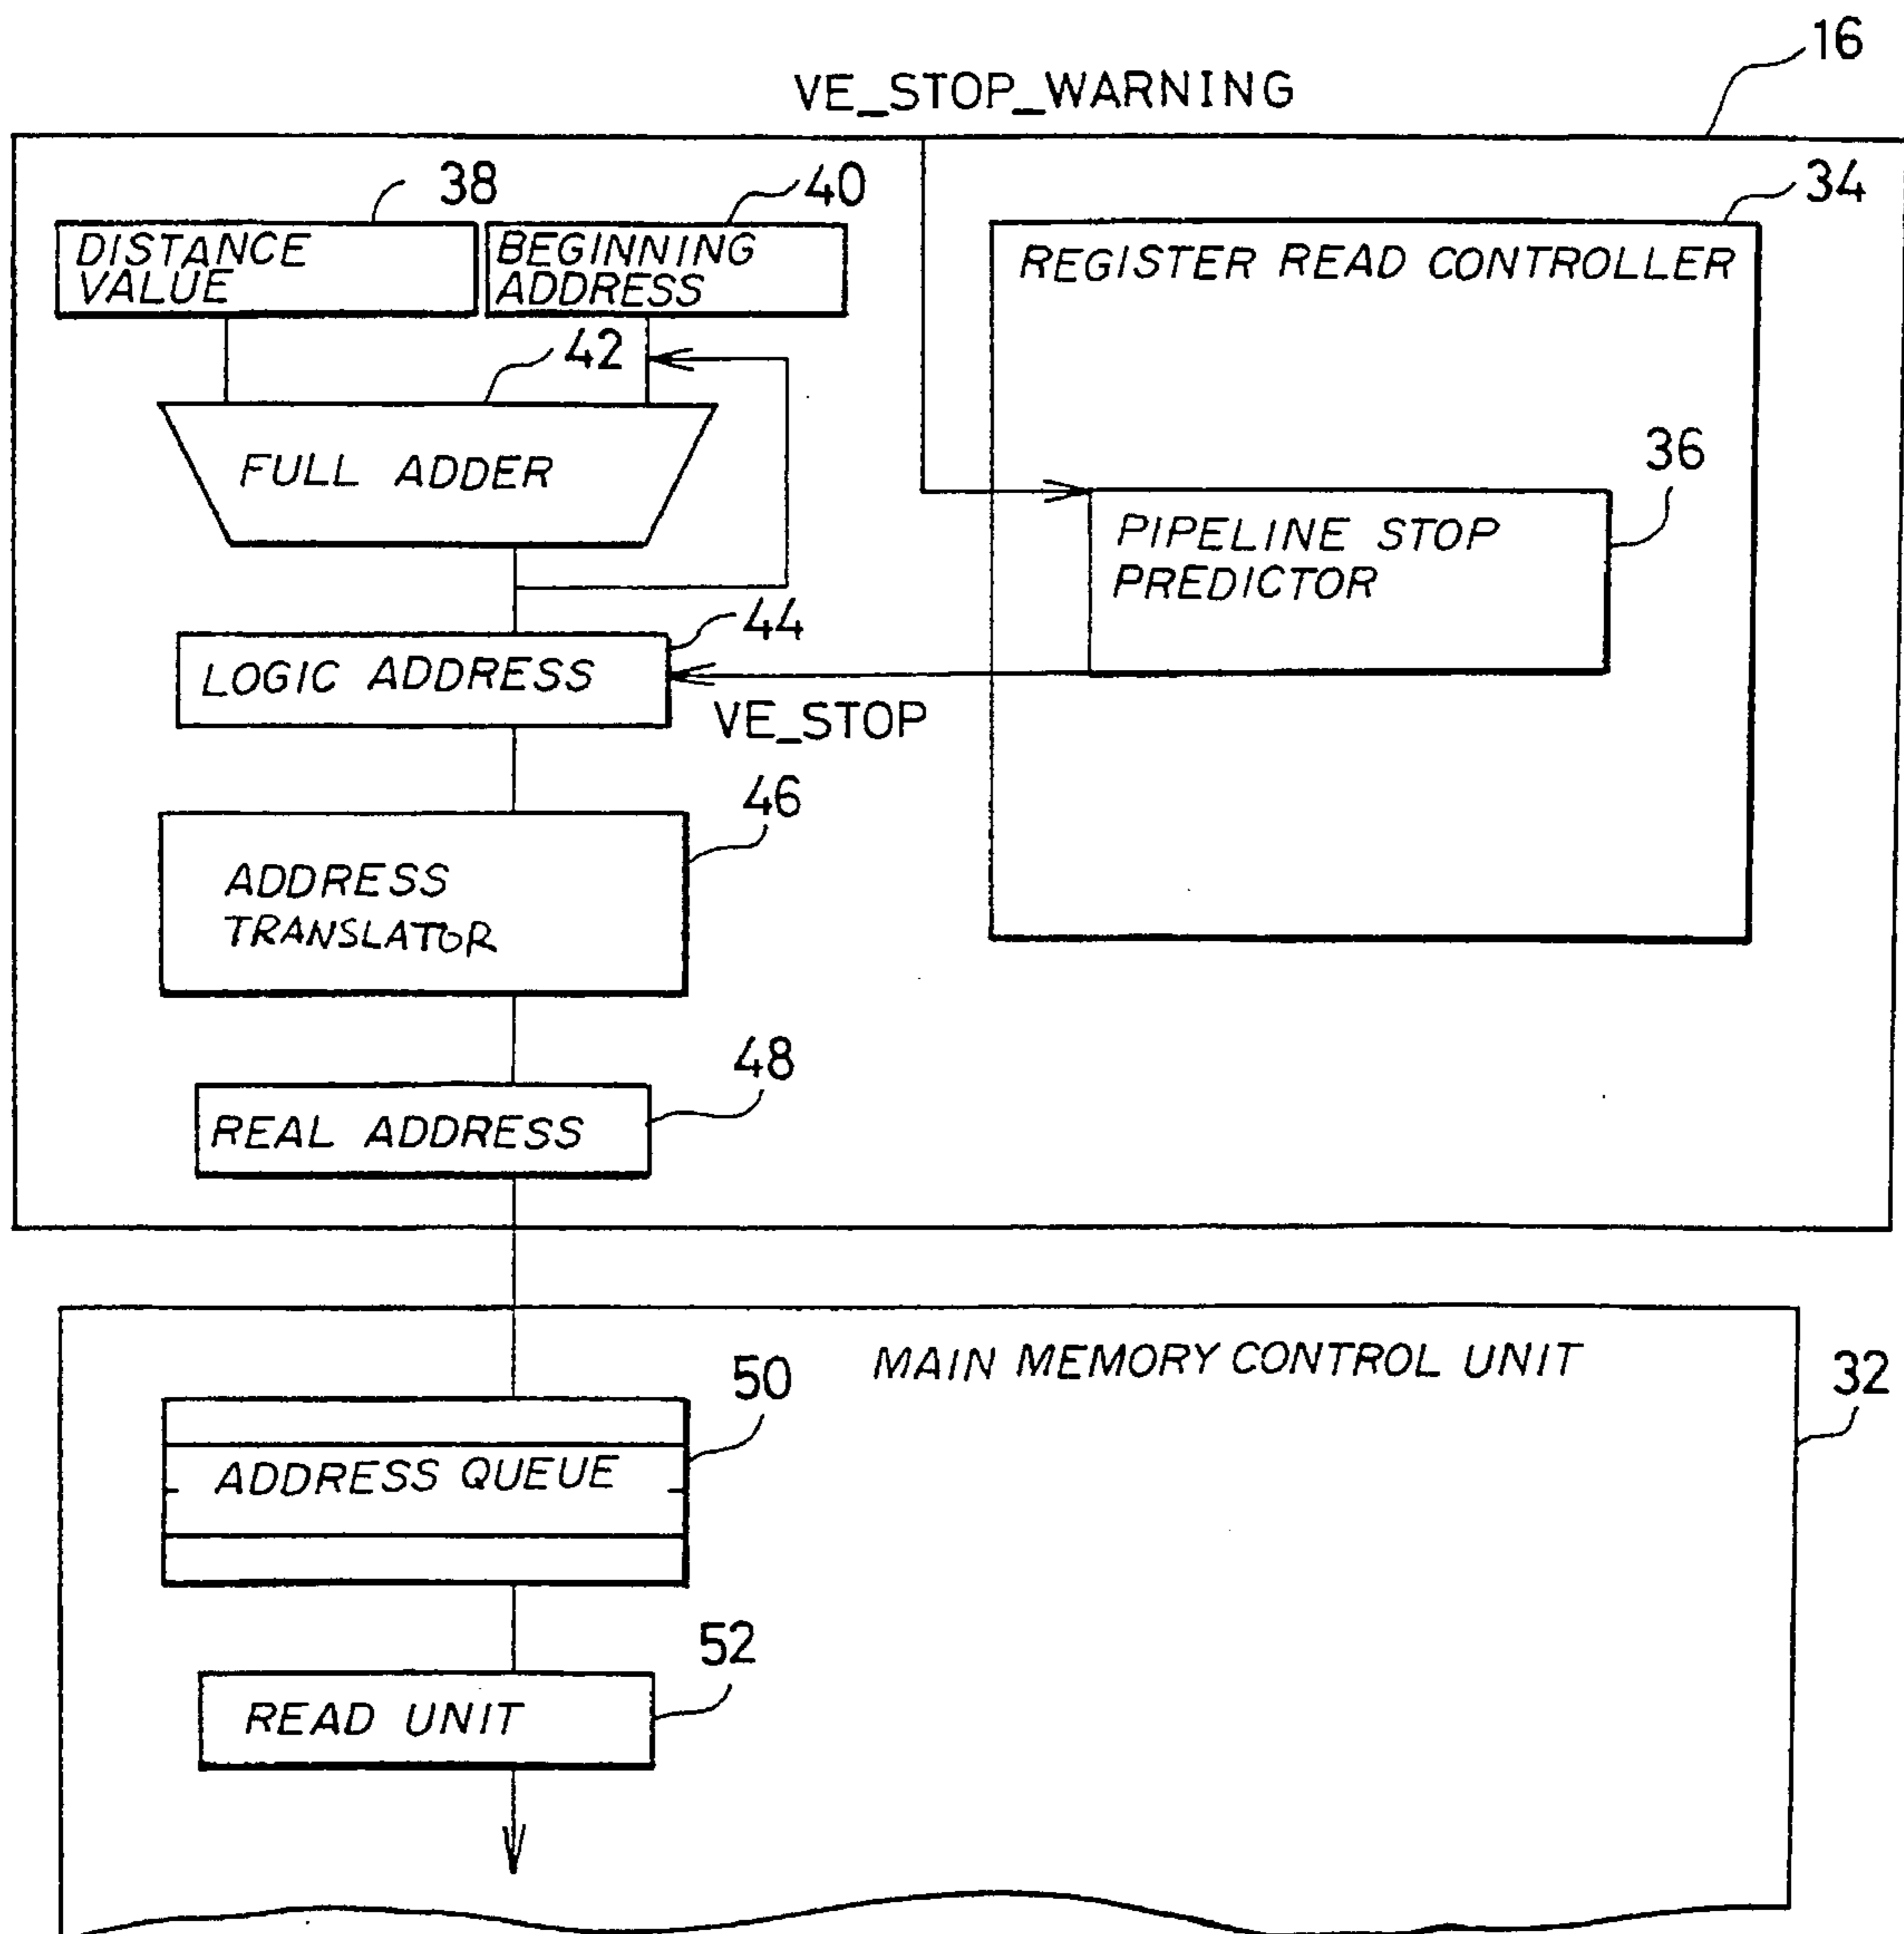 16
VE_STOP_WARNING
38
40
34
DISTANCE
VALUE
BEGINNING
ADDRESS
REGISTER READ CONTROLLER
42
FULL ADDER
36
PIPELINE STOP
PREDICTOR
44
LOGIC ADDRESS
VE_STOP
46
ADDRESS
TRANSLATOR
48
REAL ADDRESS
MAIN MEMORY CONTROL UNIT
32
50
ADDRESS QUEUE
52
READ UNIT